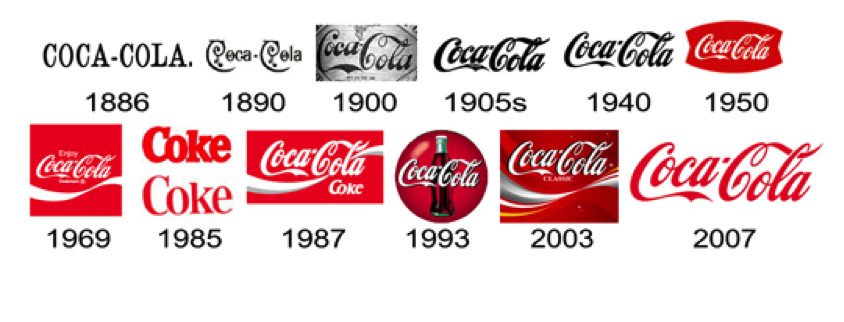 COCA-COLA.
Coca-Cola
Coca-Cola
Coca-Cola
Coca-Cola
Coca-Cola
1886
1890
1900
1905s
1940
1950
Enjoy
Coca-Cola
Trademark ®
Coke
Coke
Coca-Cola
Coke
Coca-Cola
Coca-Cola
CLASSIC
Coca-Cola
1969
1985
1987
1993
2003
2007